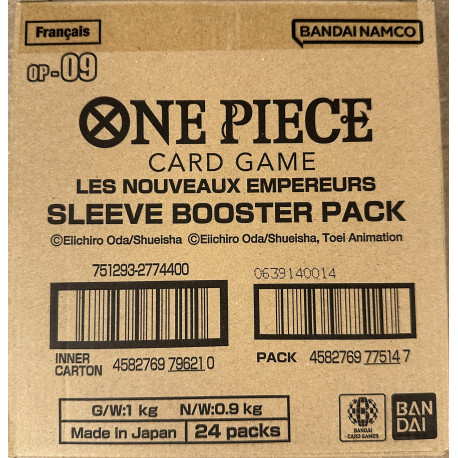 Français
BANDAI NAMCO
OP-09
ONE PIECE
CARD GAME
LES NOUVEAUX EMPEREURS
SLEEVE BOOSTER PACK
©Eiichiro Oda/Shueisha ©Eiichiro Oda/Shueisha, Toei Animation
751293-2774400
0639140014
INNER CARTON 4582769 79621 0
PACK 4582769 77514 7
G/W:1 kg N/W:0.9 kg
Made in Japan 24 packs
BANDAI CARD GAMES
BANDAI